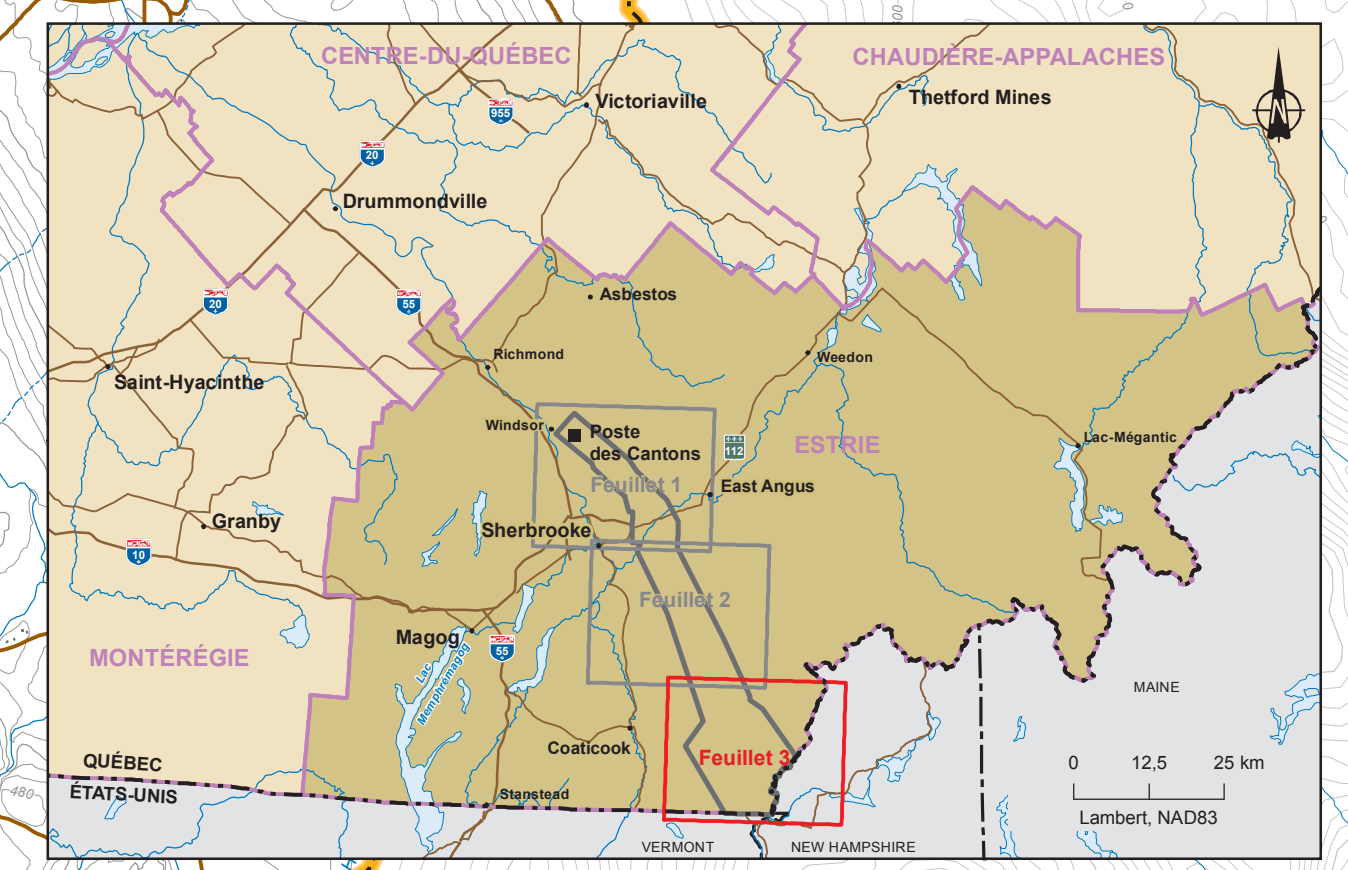 800
0
CENTRE-DU-QUÉBEC
CHAUDIÈRE-APPALACHES
Victoriaville
Thetford Mines
N
955
20
Drummondville
Asbestos
20
55
Richmond
Weedon
Saint-Hyacinthe
Windsor
Poste
des Cantons
112
ESTRIE
Lac-Mégantic
Feuillet 1
East Angus
Granby
Sherbrooke
10
Feuillet 2
Magog
55
MONTÉRÉGIE
Lac
Memphrémagog
MAINE
Coaticook
Feuillet 3
QUÉBEC
ÉTATS-UNIS
480
Stanstead
0 12,5 25 km
Lambert, NAD83
VERMONT
NEW HAMPSHIRE